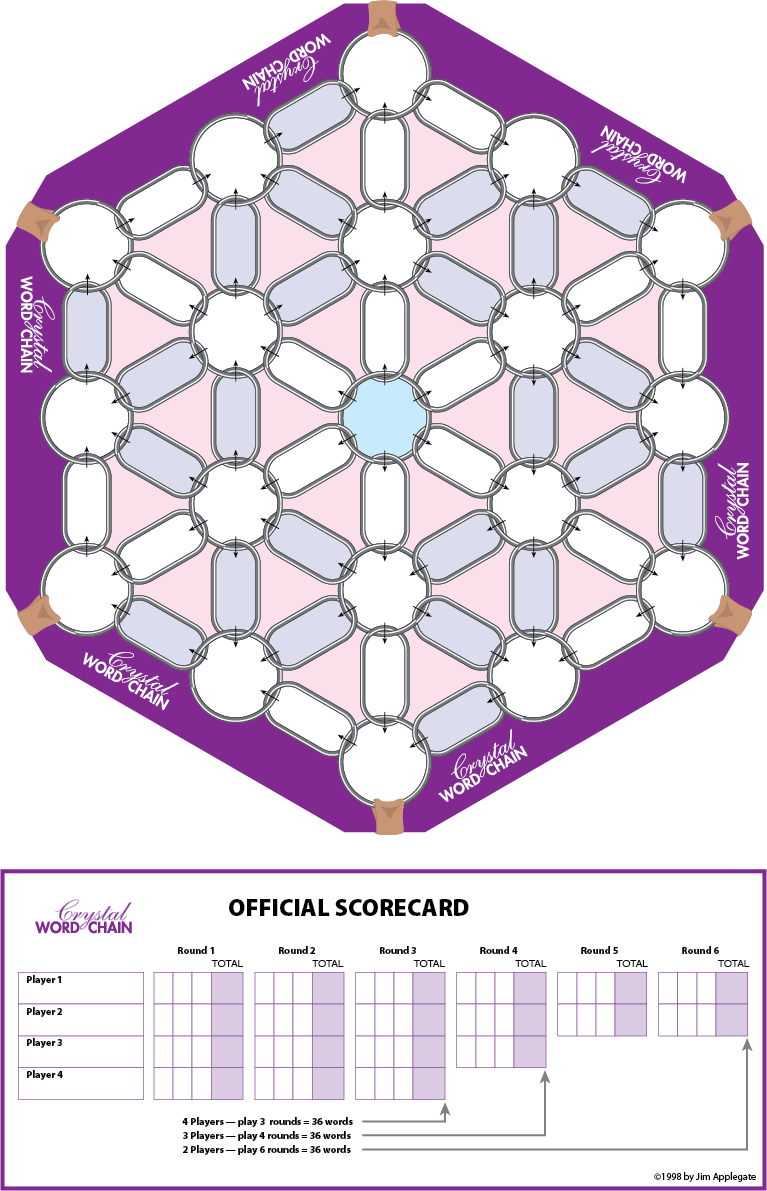 Crystal
WORD CHAIN
Crystal
WORD CHAIN
Crystal
WORD CHAIN
Crystal
WORD CHAIN
Crystal
WORD CHAIN
Crystal
WORD CHAIN
Crystal
WORD CHAIN
OFFICIAL SCORECARD
Round 1 Round 2 Round 3 Round 4 Round 5 Round 6
TOTAL TOTAL TOTAL TOTAL TOTAL TOTAL
Player 1
Player 2
Player 3
Player 4
4 Players — play 3 rounds = 36 words
3 Players — play 4 rounds = 36 words
2 Players — play 6 rounds = 36 words
©1998 by Jim Applegate